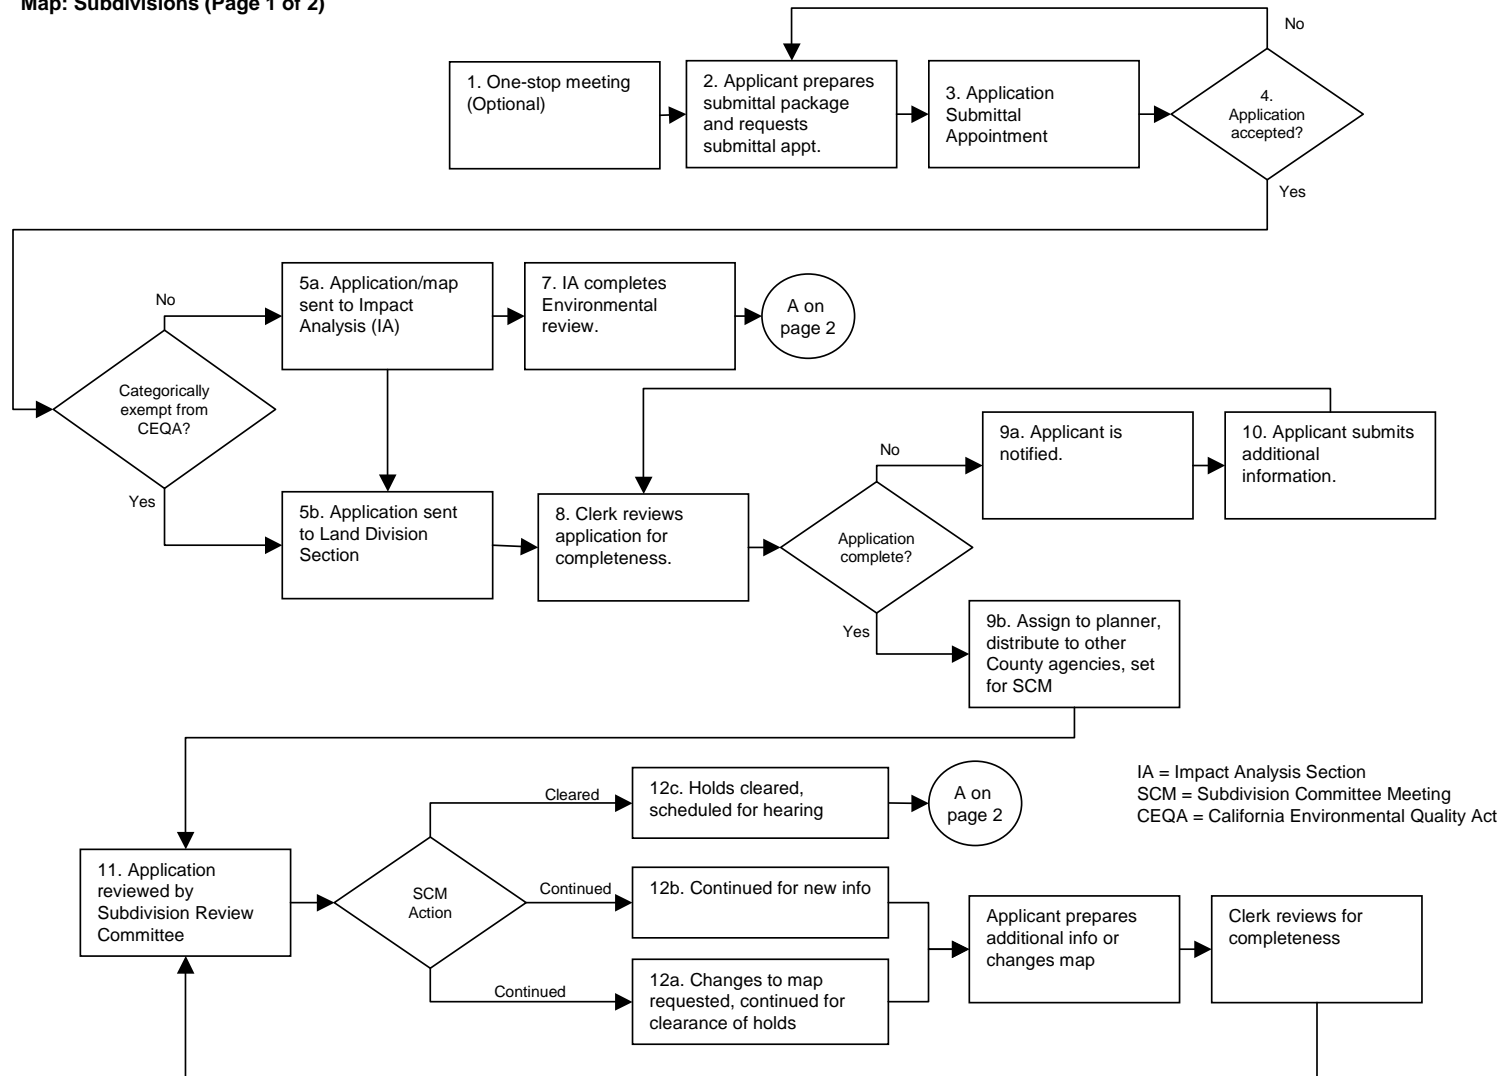 Map: Subdivisions (Page 1 of 2)
No
1. One-stop meeting
(Optional)
2. Applicant prepares
submittal package
and requests
submittal appt.
3. Application
Submittal
Appointment
4.
Application
accepted?
Yes
No
5a. Application/map
sent to Impact
Analysis (IA)
7. IA completes
Environmental
review.
A on
page 2
Categorically
exempt from
CEQA?
Yes
5b. Application sent
to Land Division
Section
8. Clerk reviews
application for
completeness.
Application
complete?
No
9a. Applicant is
notified.
10. Applicant submits
additional
information.
Yes
9b. Assign to planner,
distribute to other
County agencies, set
for SCM
IA = Impact Analysis Section
SCM = Subdivision Committee Meeting
CEQA = California Environmental Quality Act
11. Application
reviewed by
Subdivision Review
Committee
SCM
Action
Cleared
12c. Holds cleared,
scheduled for hearing
A on
page 2
Continued
12b. Continued for new info
Continued
12a. Changes to map
requested, continued for
clearance of holds
Applicant prepares
additional info or
changes map
Clerk reviews for
completeness